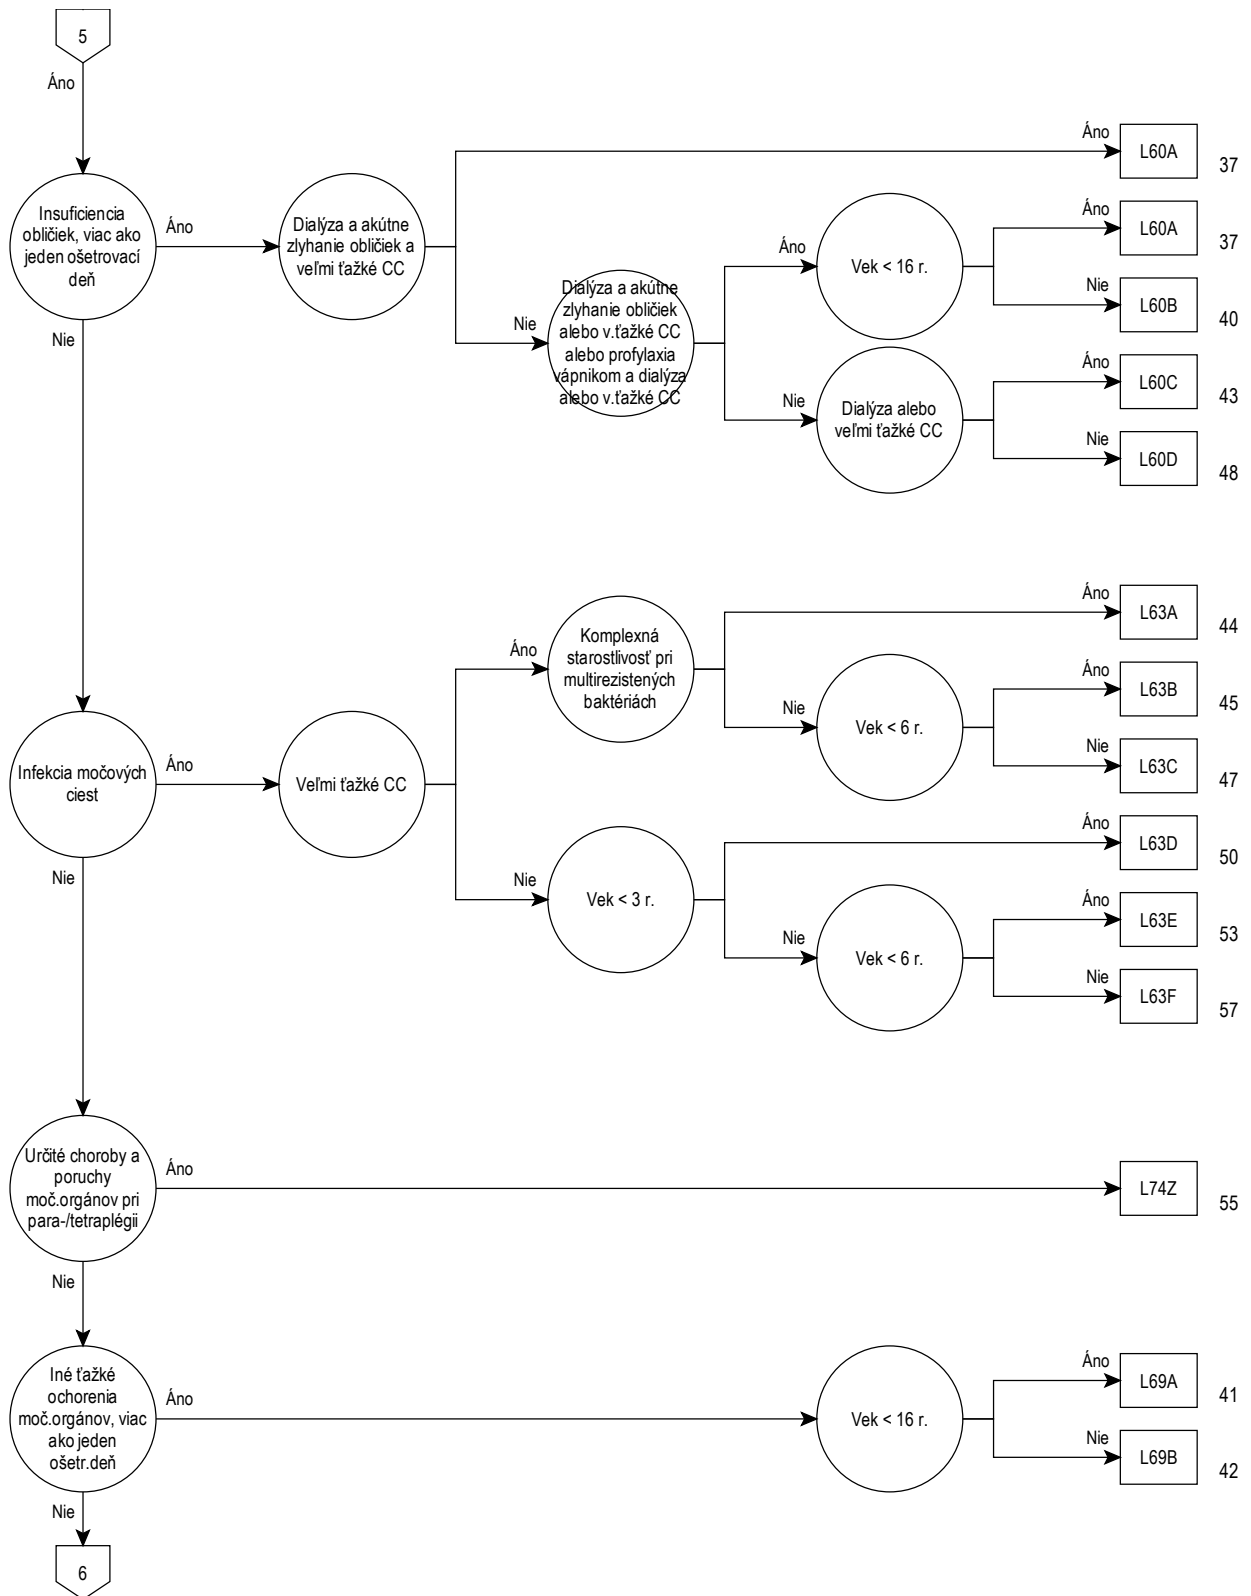 5
Áno
Insuficiencia
obličiek, viac ako
jeden ošetrovací
deň
Áno
Dialýza a akútne
zlyhanie obličiek a
veľmi ťažké CC
Áno
L60A
37
Nie
Dialýza a akútne
zlyhanie obličiek
alebo v.ťažké CC
alebo profylaxia
vápnikom a dialýza
alebo v.ťažké CC
Áno
Vek < 16 r.
Áno
L60A
37
Nie
L60B
40
Nie
Dialýza alebo
veľmi ťažké CC
Áno
L60C
43
Nie
L60D
48
Nie
Infekcia močových
ciest
Áno
Veľmi ťažké CC
Áno
Komplexná
starostlivosť pri
multirezistených
baktériách
Áno
L63A
44
Nie
Vek < 6 r.
Áno
L63B
45
Nie
L63C
47
Nie
Vek < 3 r.
Áno
L63D
50
Nie
Vek < 6 r.
Áno
L63E
53
Nie
L63F
57
Nie
Určité choroby a
poruchy
moč.orgánov pri
para-/tetraplégii
Áno
L74Z
55
Nie
Iné ťažké
ochorenia
moč.orgánov, viac
ako jeden
ošetr.deň
Áno
Vek < 16 r.
Áno
L69A
41
Nie
L69B
42
Nie
6